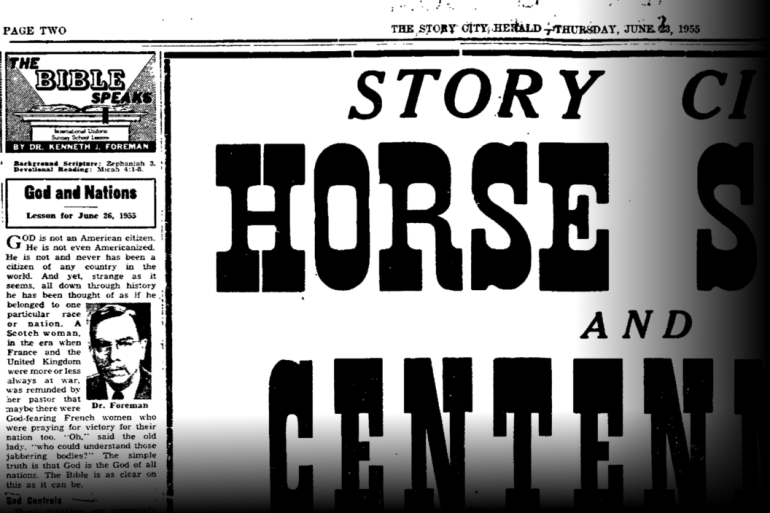 PAGE TWO
THE STORY CITY, HERALD — THURSDAY, JUNE 23, 1955
THE
BIBLE
SPEAKS
International Uniform
Sunday School Lessons
BY DR. KENNETH J. FOREMAN
Background Scripture: Zephaniah 3.
Devotional Reading: Micah 4:1-5.
God and Nations
Lesson for June 26, 1955
GOD is not an American citizen.
He is not even Americanized.
He is not and never has been a
citizen of any country in the
world. And yet, strange as it
seems, all down through history
he has been thought of as if he
belonged to one
particular race
or nation. A
Scotch woman,
in the era when
France and the
United Kingdom
were more or less
always at war,
was reminded by
her pastor that
maybe there were
Dr. Foreman
God-fearing French women who
were praying for victory for their
nation too. "Oh," said the old
lady, "who could understand those
jabbering bodies?" The simple
truth is that God is the God of all
nations. The Bible is as clear on
this as it can be.
God Controls
STORY CI
HORSE S
AND
CENTENN